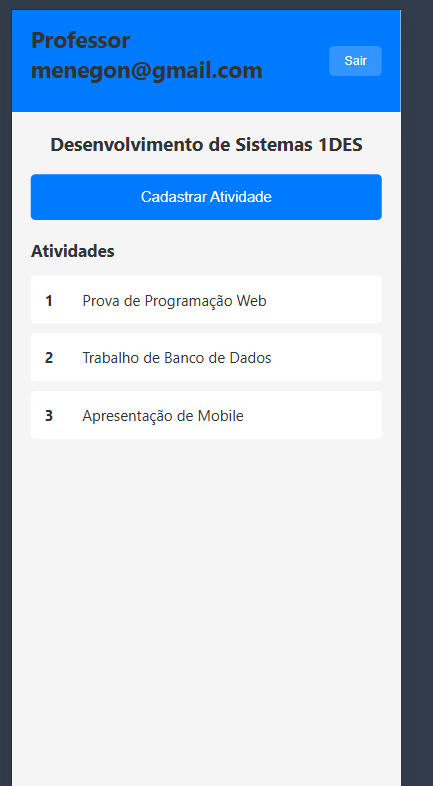 Professor
menegon@gmail.com
Sair
Desenvolvimento de Sistemas 1DES
Cadastrar Atividade
Atividades
1 Prova de Programação Web
2 Trabalho de Banco de Dados
3 Apresentação de Mobile